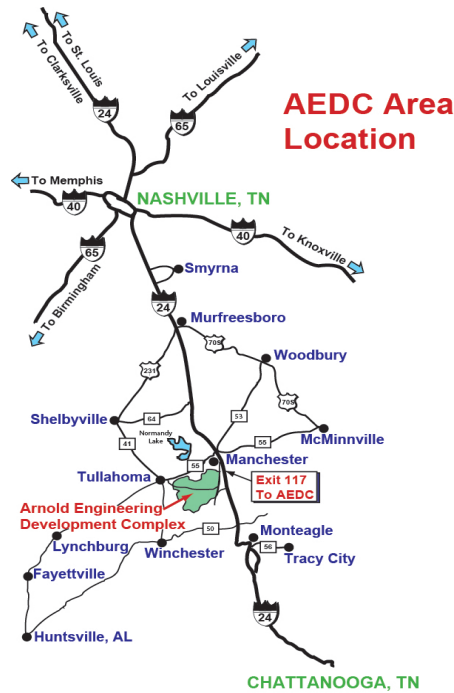 To St. Louis
To Clarksville
To Louisville
24
65
AEDC Area
Location
To Memphis
40
NASHVILLE, TN
65
To Birmingham
40
To Knoxville
Smyrna
24
Murfreesboro
70S
Woodbury
231
70S
Shelbyville
64
53
41
Normandy
Lake
55
McMinnville
Manchester
55
Tullahoma
Exit 117
To AEDC
Arnold Engineering
Development Complex
50
Monteagle
Lynchburg
Winchester
56
Tracy City
Fayettville
24
Huntsville, AL
CHATTANOOGA, TN